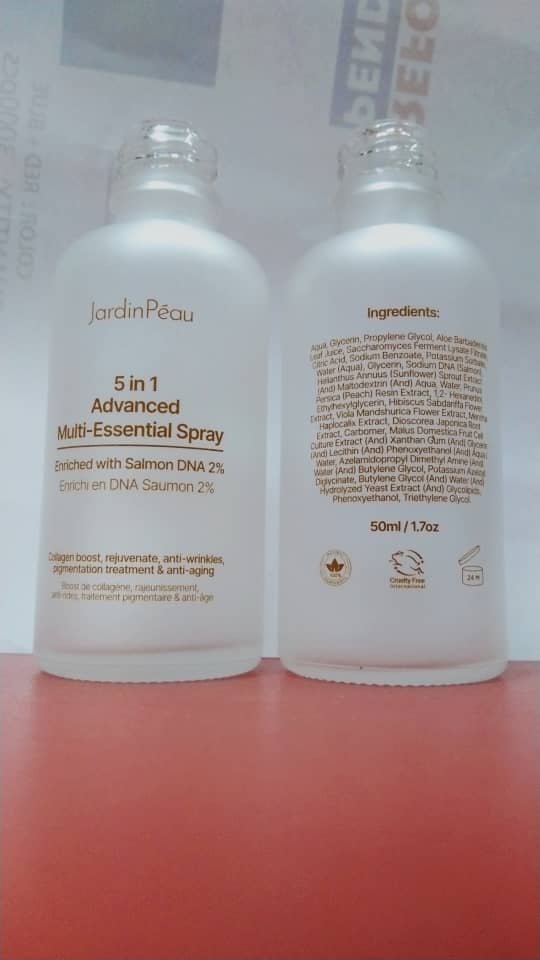 PEND
REFO
3000pcs
COLOR: RED + BLUE
JardinPéau
5 in 1
Advanced
Multi-Essential Spray
Enriched with Salmon DNA 2%
Enrichi en DNA Saumon 2%
Collagen boost, rejuvenate, anti-wrinkles,
pigmentation treatment & anti-aging
Boost de collagène, rajeunissement,
anti-rides, traitement pigmentaire & anti-âge
Ingredients:
Aqua, Glycerin, Propylene Glycol, Aloe Barbadensis
Leaf Juice, Saccharomyces Ferment Lysate Filtrate,
Citric Acid, Sodium Benzoate, Potassium Sorbate,
Water (Aqua), Glycerin, Sodium DNA (Salmon),
Helianthus Annuus (Sunflower) Sprout Extract
(And) Maltodextrin (And) Aqua, Water, Prunus
Persica (Peach) Resin Extract, 1,2- Hexanediol,
Ethylhexylglycerin, Hibiscus Sabdariffa Flower
Extract, Viola Mandshurica Flower Extract, Mentha
Haplocalix Extract, Dioscorea Japonica Root
Extract, Carbomer, Malus Domestica Fruit Cell
Culture Extract (And) Xanthan Gum (And) Glycerin
(And) Lecithin (And) Phenoxyethanol (And) Aqua
Water, Azelamidopropyl Dimethyl Amine (And)
Water (And) Butylene Glycol, Potassium Azeloyl
Diglycinate, Butylene Glycol (And) Water (And)
Hydrolyzed Yeast Extract (And) Glycolipids,
Phenoxyethanol, Triethylene Glycol.
50ml / 1.7oz
100%
Cruelty Free
International
24 M